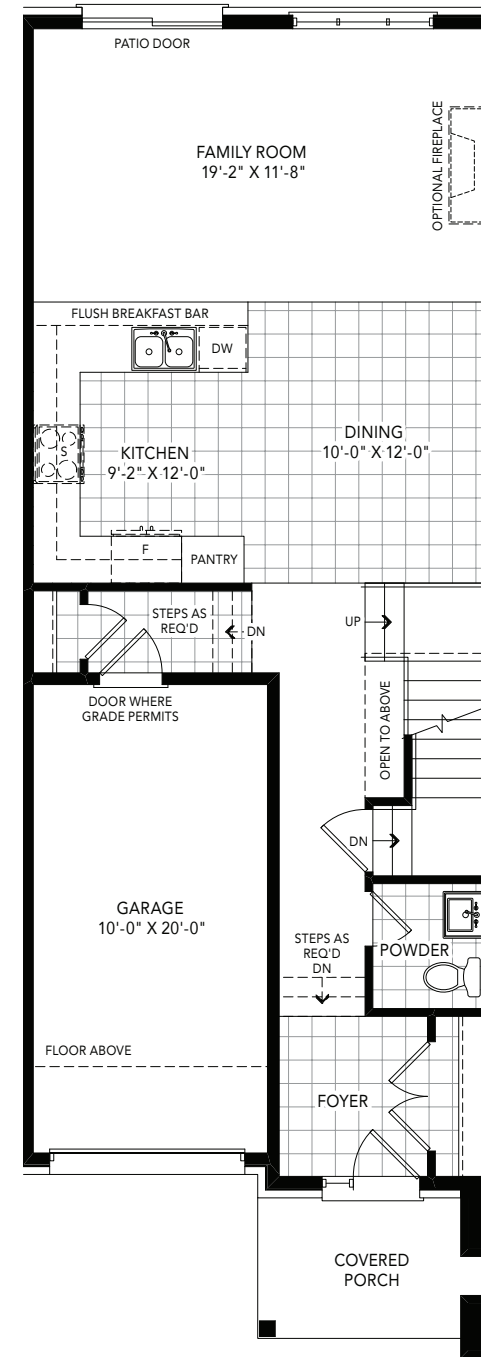 PATIO DOOR
FAMILY ROOM
19'-2" X 11'-8"
OPTIONAL FIREPLACE
FLUSH BREAKFAST BAR
DW
DINING
10'-0" X 12'-0"
S
KITCHEN
9'-2" X 12'-0"
F
PANTRY
STEPS AS
REQ'D
DN
UP
DOOR WHERE
GRADE PERMITS
OPEN TO ABOVE
DN
GARAGE
10'-0" X 20'-0"
STEPS AS
REQ'D
DN
POWDER
FLOOR ABOVE
FOYER
COVERED
PORCH